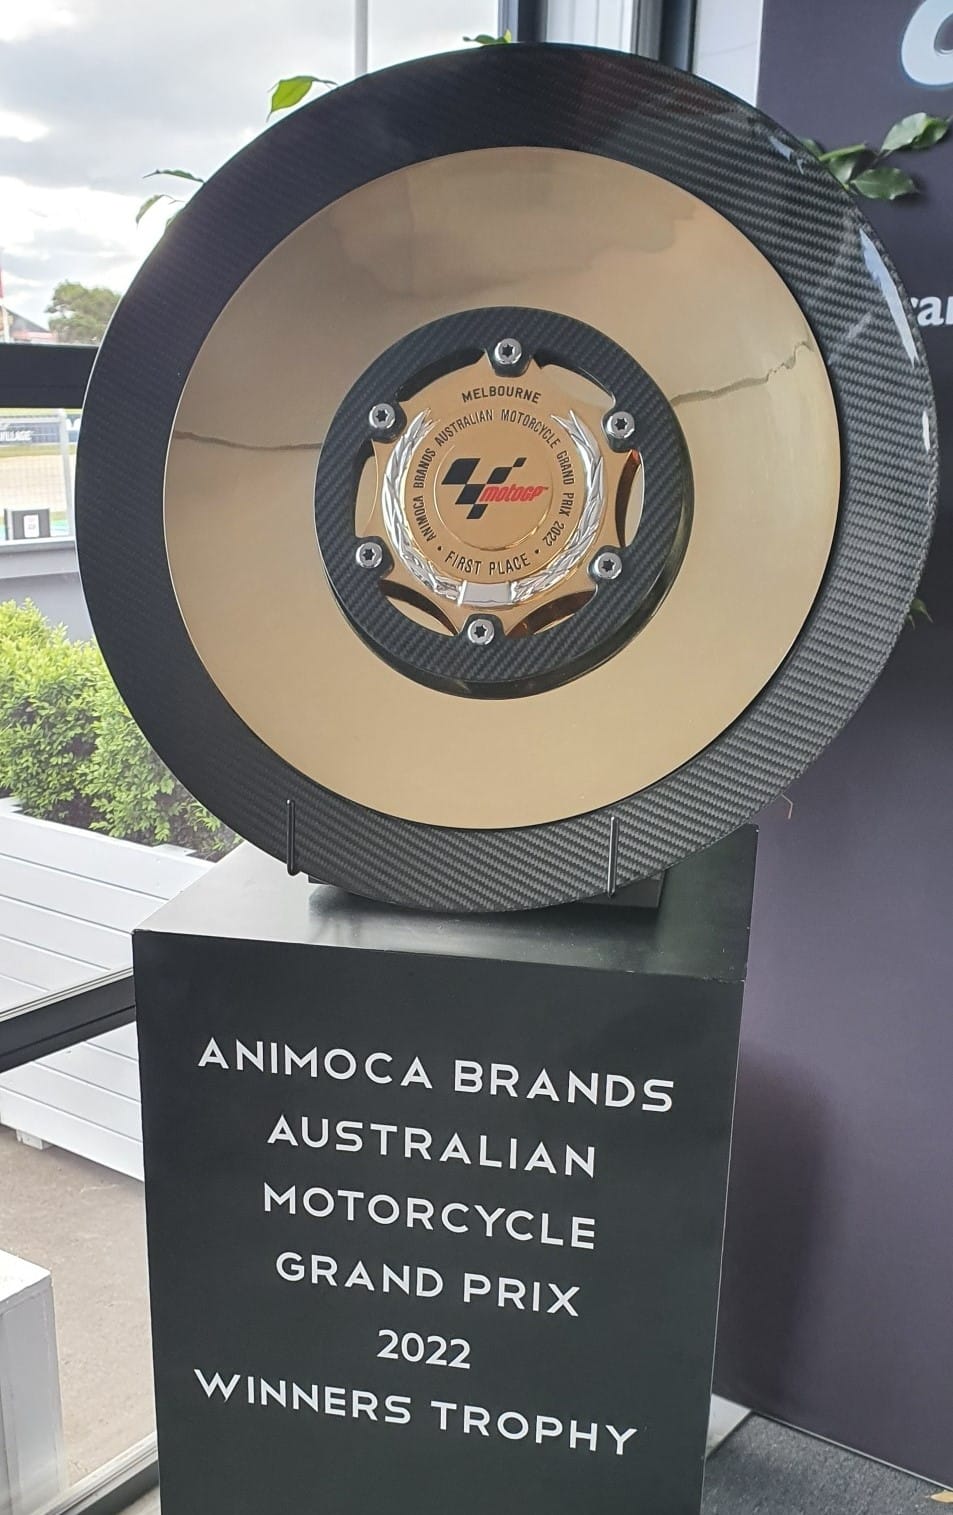 MELBOURNE
ANIMOCA BRANDS AUSTRALIAN MOTORCYCLE GRAND PRIX 2022
motoGP™
• FIRST PLACE •
ANIMOCA BRANDS
AUSTRALIAN
MOTORCYCLE
GRAND PRIX
2022
WINNERS TROPHY